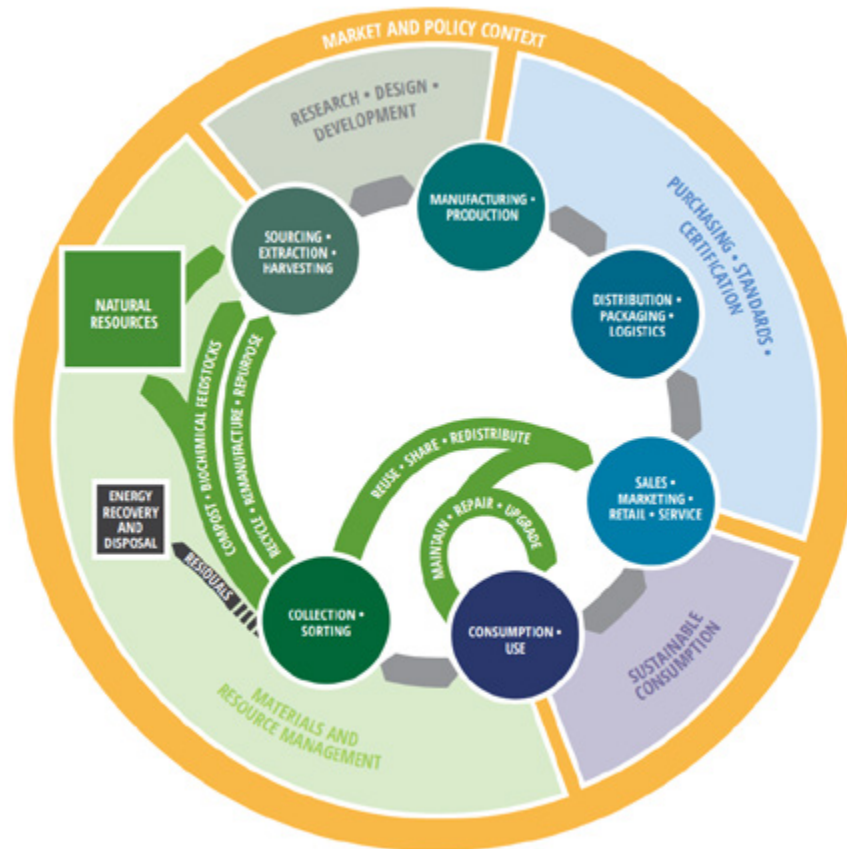 MARKET AND POLICY CONTEXT
RESEARCH • DESIGN •
DEVELOPMENT
PURCHASING • STANDARDS •
CERTIFICATION
MANUFACTURING •
PRODUCTION
SOURCING •
EXTRACTION •
HARVESTING
NATURAL
RESOURCES
DISTRIBUTION •
PACKAGING •
LOGISTICS
COMPOST • BIOCHEMICAL FEEDSTOCKS
RECYCLE • REMANUFACTURE • REPURPOSE
REUSE • SHARE • REDISTRIBUTE
MAINTAIN • REPAIR • UPGRADE
SALES •
MARKETING •
RETAIL • SERVICE
ENERGY
RECOVERY
AND
DISPOSAL
RESIDUALS
COLLECTION •
SORTING
CONSUMPTION •
USE
SUSTAINABLE
CONSUMPTION
MATERIALS AND
RESOURCE MANAGEMENT